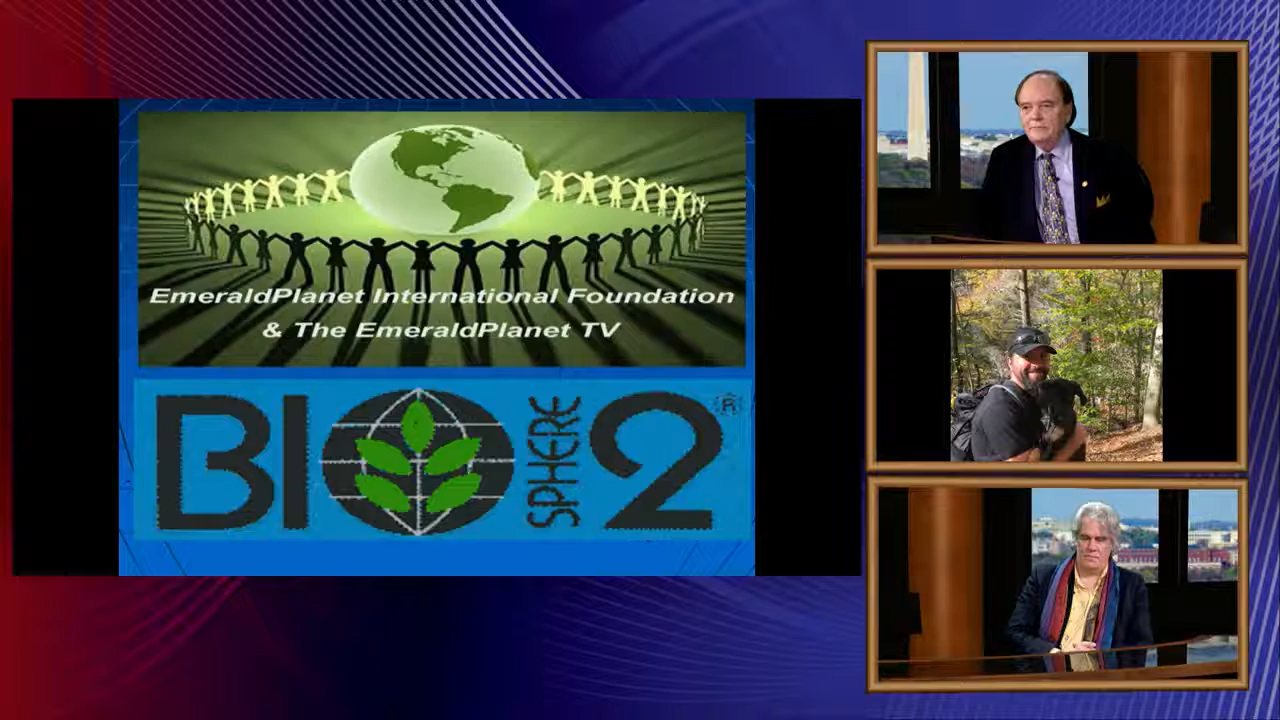 EmeraldPlanet International Foundation
& The EmeraldPlanet TV
BIO SPHERE 2 ®